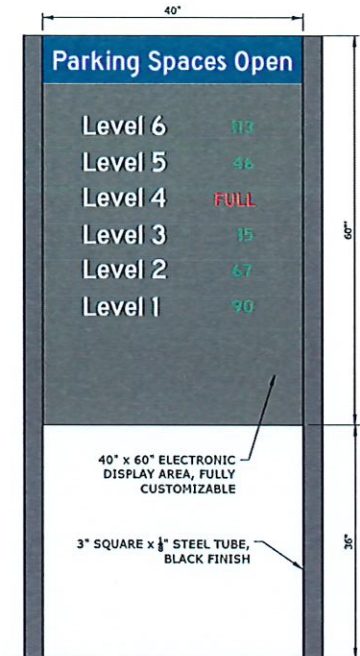 40"
Parking Spaces Open
Level 6 113
Level 5 46
Level 4 FULL
Level 3 15
Level 2 67
Level 1 90
60"
40" x 60" ELECTRONIC
DISPLAY AREA, FULLY
CUSTOMIZABLE
3" SQUARE x 1/8" STEEL TUBE,
BLACK FINISH
36"